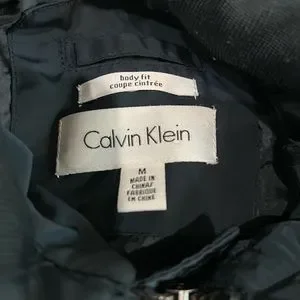 body fit
coupe cintrée
Calvin Klein
M
MADE IN
CHINA/
FABRIQUÉ
EN CHINE